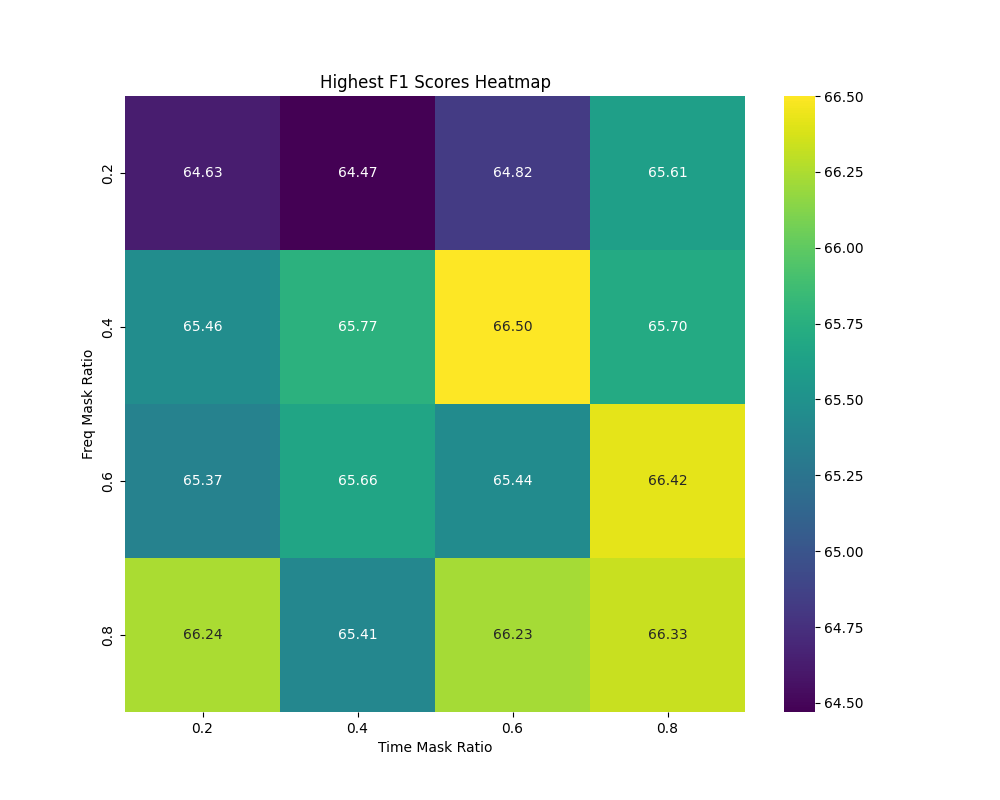 Highest F1 Scores Heatmap
66.50
0.2
64.63 64.47 64.82 65.61
66.25
66.00
0.4
65.46 65.77 66.50 65.70
65.75
Freq Mask Ratio
65.50
0.6
65.37 65.66 65.44 66.42
65.25
65.00
0.8
66.24 65.41 66.23 66.33
64.75
64.50
0.2 0.4 0.6 0.8
Time Mask Ratio